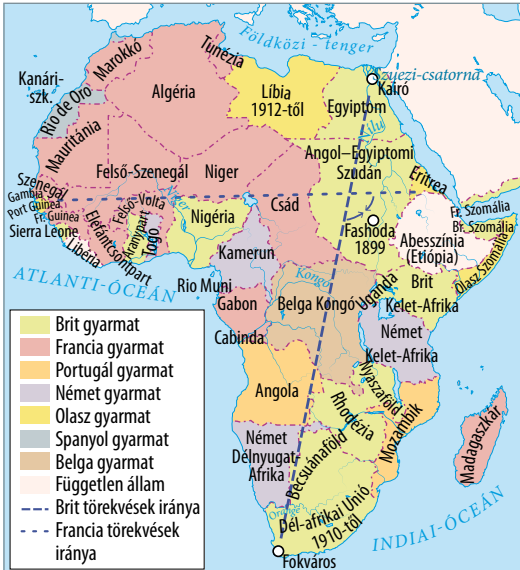 Földközi - tenger
Marokkó
Tunézia
Szuezi-csatorna
Kairó
Kanári-
szk.
Rio de Oro
Algéria
Líbia
1912-től
Egyiptom
Nílus
Mauritánia
Felső-Szenegál
Niger
Angol–Egyiptomi
Szudán
Eritrea
Szenegál
Gambia
Port Guinea
Fr. Guinea
Sierra Leone
Libéria
Elefántcsontpart
Felső-Volta
Aranypart
Togo
Niger
Nigéria
Csád
Fashoda
1899
Fr. Szomália
Br. Szomália
Olasz Szomália
Abesszínia
(Etiópia)
ATLANTI-ÓCEÁN
Kamerun
Rio Muni
Gabon
Cabinda
Kongó
Belga Kongó
Uganda
Brit
Kelet-Afrika
Német
Kelet-Afrika
Angola
Nyaszaföld
Rhodézia
Mozambik
Madagaszkár
Német
Délnyugat-
Afrika
Becsuánaföld
Oranje
Dél-afrikai Unió
1910-től
Fokváros
INDIAI-ÓCEÁN
Brit gyarmat
Francia gyarmat
Portugál gyarmat
Német gyarmat
Olasz gyarmat
Spanyol gyarmat
Belga gyarmat
Független állam
Brit törekvések iránya
Francia törekvések
iránya